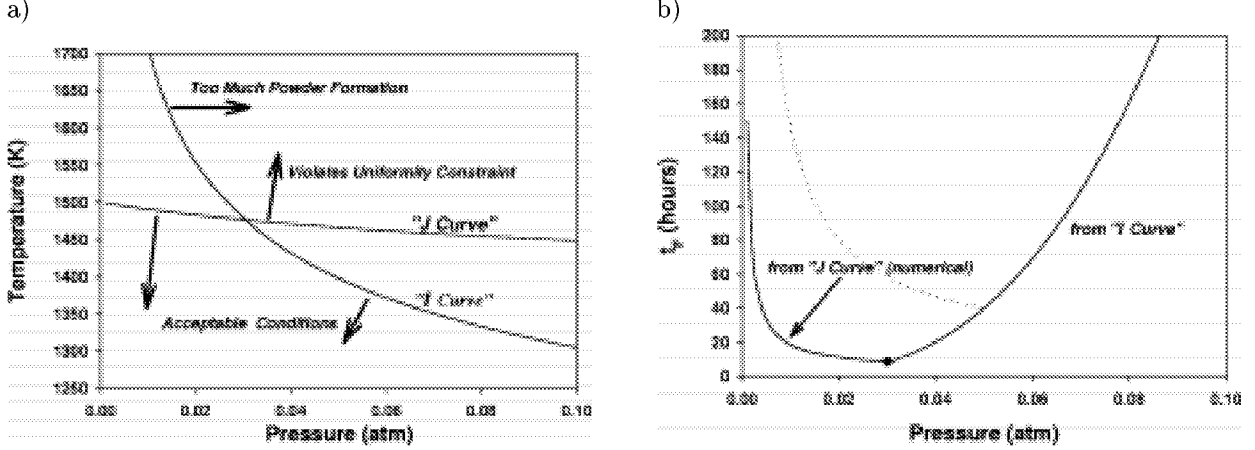 a)
1700
1650
1600
1550
1500
1450
1400
1350
1300
1250
Temperature (K)
Too Much Powder Formation
Violates Uniformity Constraint
"J Curve"
"I Curve"
Acceptable Conditions
0.00 0.02 0.04 0.06 0.08 0.10
Pressure (atm)
b)
200
180
160
140
120
100
80
60
40
20
0
(hours)
from "I Curve"
from "J Curve" (numerical)
0.00 0.02 0.04 0.06 0.08 0.10
Pressure (atm)